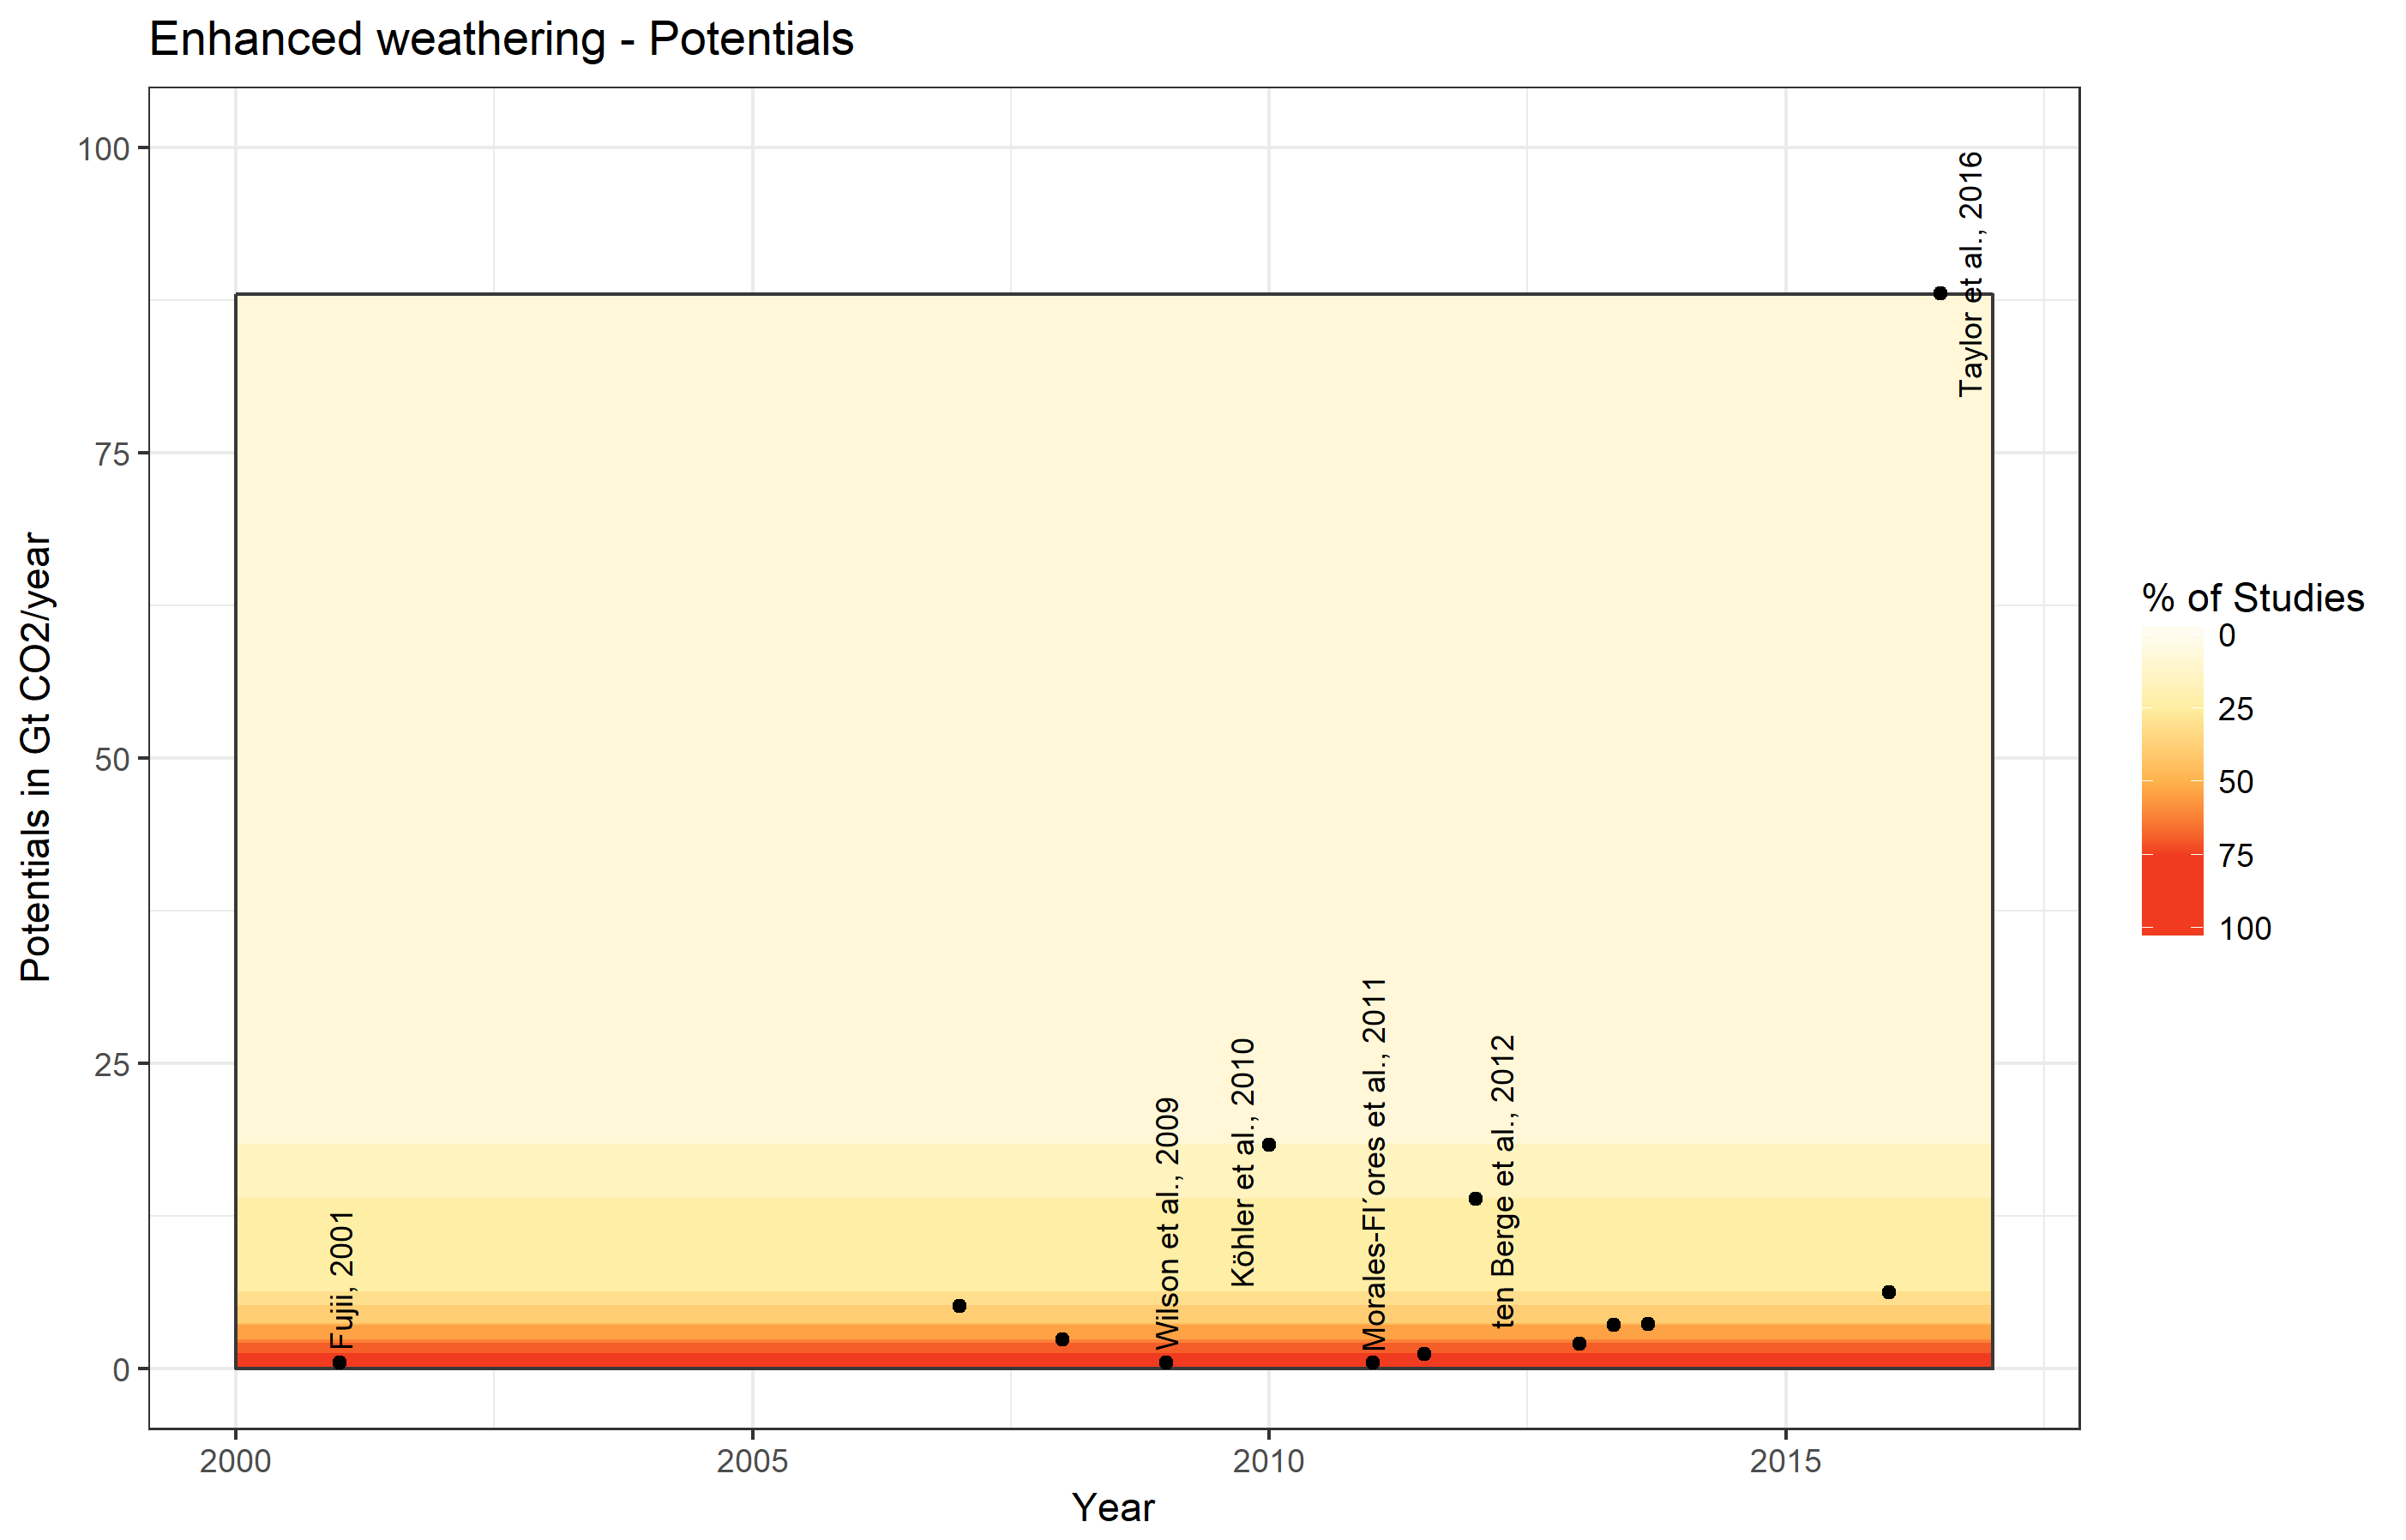 Enhanced weathering - Potentials
Potentials in Gt CO2/year
100
75
50
25
0
Fujii, 2001
Wilson et al., 2009
Köhler et al., 2010
Morales-Fl´ores et al., 2011
ten Berge et al., 2012
Taylor et al., 2016
2000
2005
2010
2015
Year
% of Studies
0
25
50
75
100